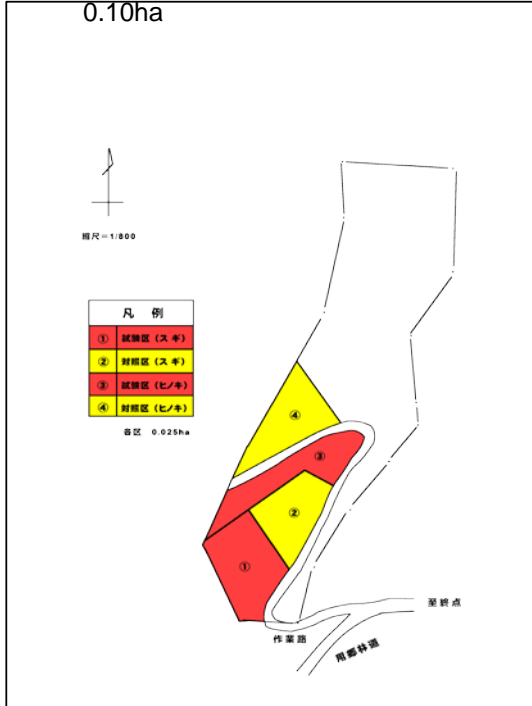 0.10ha
縮尺=1/800
凡 例
① 試験区(スギ)
② 対照区(スギ)
③ 試験区(ヒノキ)
④ 対照区(ヒノキ)
各区 0.025ha
④
③
②
①
至終点
作業路
用郷林道